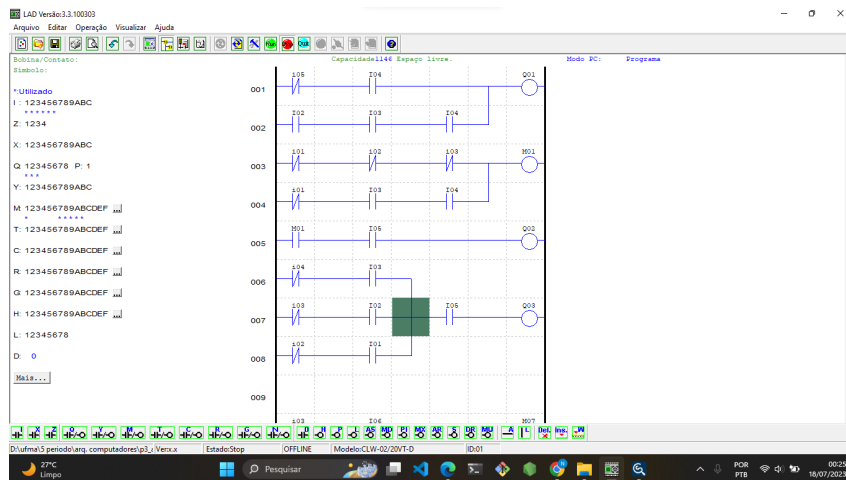 LAD Versão:3.3.100303
Arquivo Editar Operação Visualizar Ajuda
Bobina/Contato:
Símbolo:
Capacidade1146 Espaço livre.
Modo PC: Programa
*:Utilizado
I : 123456789ABC
* * * * * *
Z: 1234
X: 123456789ABC
Q: 12345678 P: 1
* * *
Y: 123456789ABC
M: 123456789ABCDEF ...
* * * * * *
T: 123456789ABCDEF ...
C: 123456789ABCDEF ...
R: 123456789ABCDEF ...
G: 123456789ABCDEF ...
H: 123456789ABCDEF ...
L: 12345678
D: 0
Mais...
i05 I04 Q01
001
I02 I03 I04
002
i01 i02 i03 M01
003
i01 I03 I04
004
M01 I05 Q02
005
i04 I03
006
i03 I02 I05 Q03
007
i02 I01
008
009
i03 I06 M07
D:\ufma\5 periodo\arq. computadores\p3_ Ver:x.x Estado:Stop OFFLINE Modelo:CLW-02/20VT-D ID:01
27°C
Limpo
Pesquisar
POR
PTB
00:25
18/07/2023